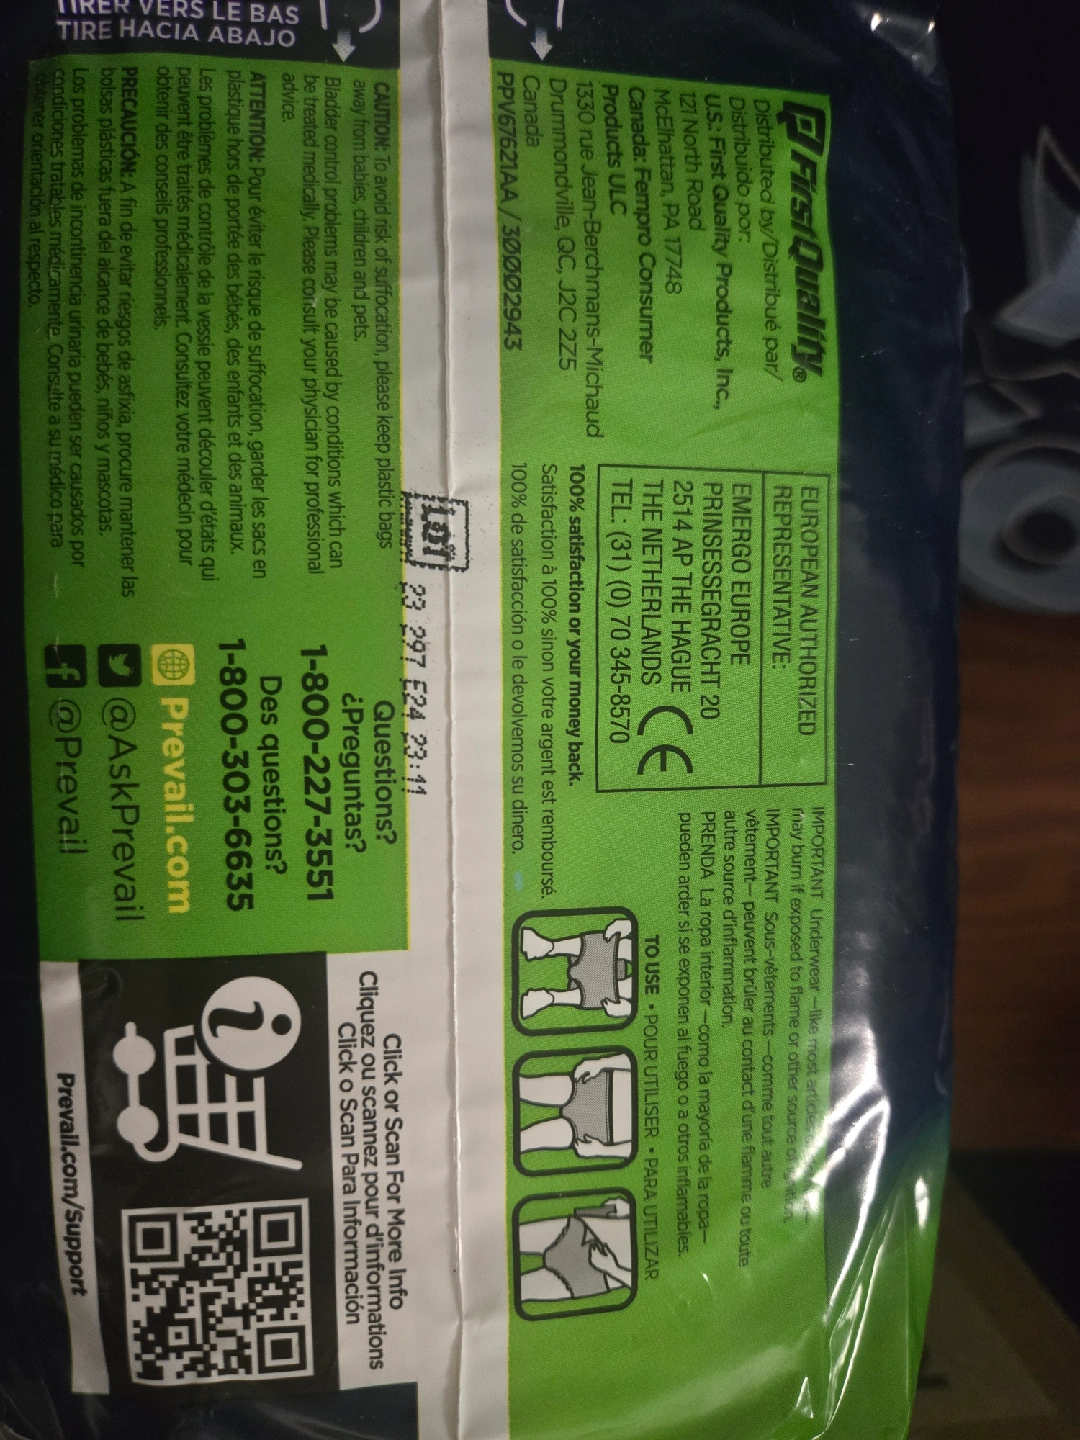 TIRER VERS LE BAS
TIRE HACIA ABAJO
FirstQuality®
Distributed by/Distribué par/
Distribuido por:
U.S.: First Quality Products, Inc.,
121 North Road
McElhattan, PA 17748
Canada: Fempro Consumer
Products ULC
1330 rue Jean-Berchmans-Michaud
Drummondville, QC, J2C 2Z5
Canada
PPV67621AA / 30002943
EUROPEAN AUTHORIZED
REPRESENTATIVE:
EMERGO EUROPE
PRINSESSEGRACHT 20
2514 AP THE HAGUE
THE NETHERLANDS
TEL: (31) (0) 70 345-8570
CE
100% satisfaction or your money back.
Satisfaction à 100% sinon votre argent est remboursé.
100% de satisfacción o le devolvemos su dinero.
IMPORTANT Underwear —like most articles
may burn if exposed to flame or other source of ignition.
IMPORTANT Sous-vêtements —comme tout autre
vêtement— peuvent brûler au contact d'une flamme ou toute
autre source d'inflammation.
PRENDA La ropa interior —como la mayoría de la ropa—
pueden arder si se exponen al fuego o a otros inflamables.
TO USE • POUR UTILISER • PARA UTILIZAR
LOT 23 297 E24 23:11
CAUTION: To avoid risk of suffocation, please keep plastic bags
away from babies, children and pets.
Bladder control problems may be caused by conditions which can
be treated medically. Please consult your physician for professional
advice.
ATTENTION: Pour éviter le risque de suffocation, garder les sacs en
plastique hors de portée des bébés, des enfants et des animaux.
Les problèmes de contrôle de la vessie peuvent découler d'états qui
peuvent être traités médicalement. Consultez votre médecin pour
obtenir des conseils professionnels.
PRECAUCIÓN: A fin de evitar riesgos de asfixia, procure mantener las
bolsas plásticas fuera del alcance de bebés, niños y mascotas.
Los problemas de incontinencia urinaria pueden ser causados por
condiciones tratables médicamente. Consulte a su médico para
obtener orientación al respecto.
Questions?
¿Preguntas?
1-800-227-3551
Des questions?
1-800-303-6635
Prevail.com
@AskPrevail
@Prevail
Click or Scan For More Info
Cliquez ou scannez pour d'informations
Click o Scan Para Información
Prevail.com/Support